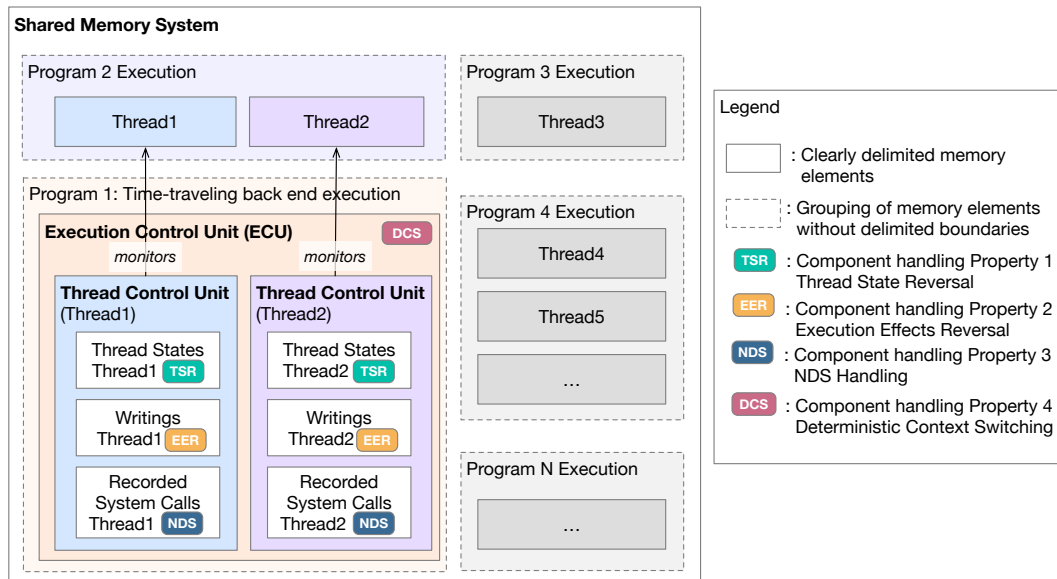 Shared Memory System
Program 2 Execution
Thread1
Thread2
Program 1: Time-traveling back end execution
Execution Control Unit (ECU)
DCS
monitors
monitors
Thread Control Unit
(Thread1)
Thread States
Thread1 TSR
Writings
Thread1 EER
Recorded
System Calls
Thread1 NDS
Thread Control Unit
(Thread2)
Thread States
Thread2 TSR
Writings
Thread2 EER
Recorded
System Calls
Thread2 NDS
Program 3 Execution
Thread3
Program 4 Execution
Thread4
Thread5
...
Program N Execution
...
Legend
: Clearly delimited memory
elements
: Grouping of memory elements
without delimited boundaries
TSR : Component handling Property 1
Thread State Reversal
EER : Component handling Property 2
Execution Effects Reversal
NDS : Component handling Property 3
NDS Handling
DCS : Component handling Property 4
Deterministic Context Switching